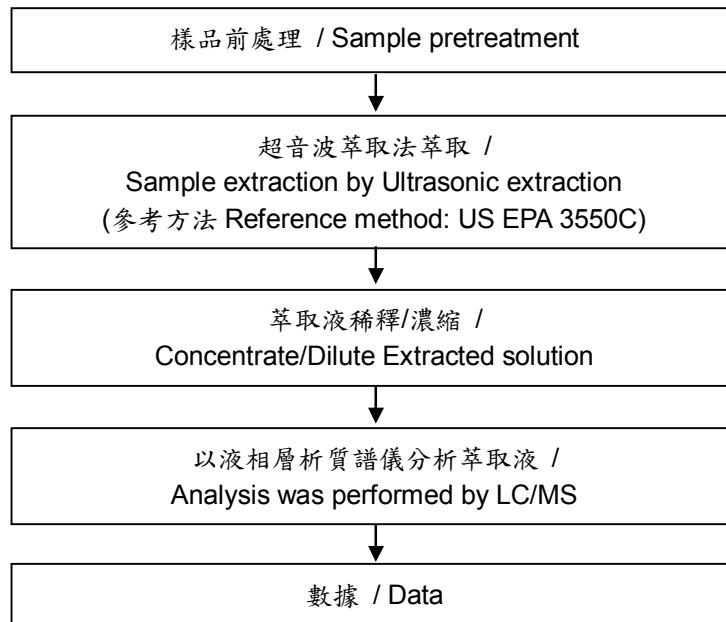 樣品前處理 / Sample pretreatment
超音波萃取法萃取 /
Sample extraction by Ultrasonic extraction
(參考方法 Reference method: US EPA 3550C)
萃取液稀釋/濃縮 /
Concentrate/Dilute Extracted solution
以液相層析質譜儀分析萃取液 /
Analysis was performed by LC/MS
數據 / Data